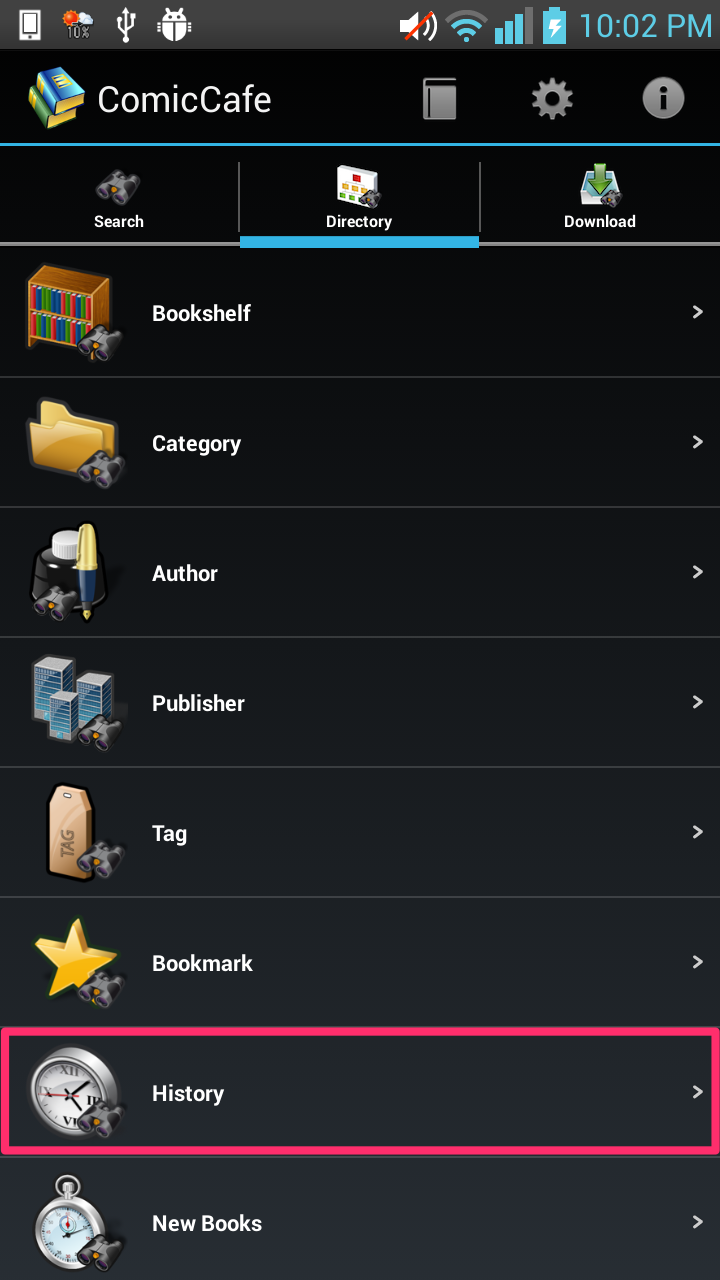 10%
10:02 PM
ComicCafe
Search
Directory
Download
Bookshelf
Category
Author
Publisher
TAG
Tag
Bookmark
XII
IX
III
VI
History
New Books